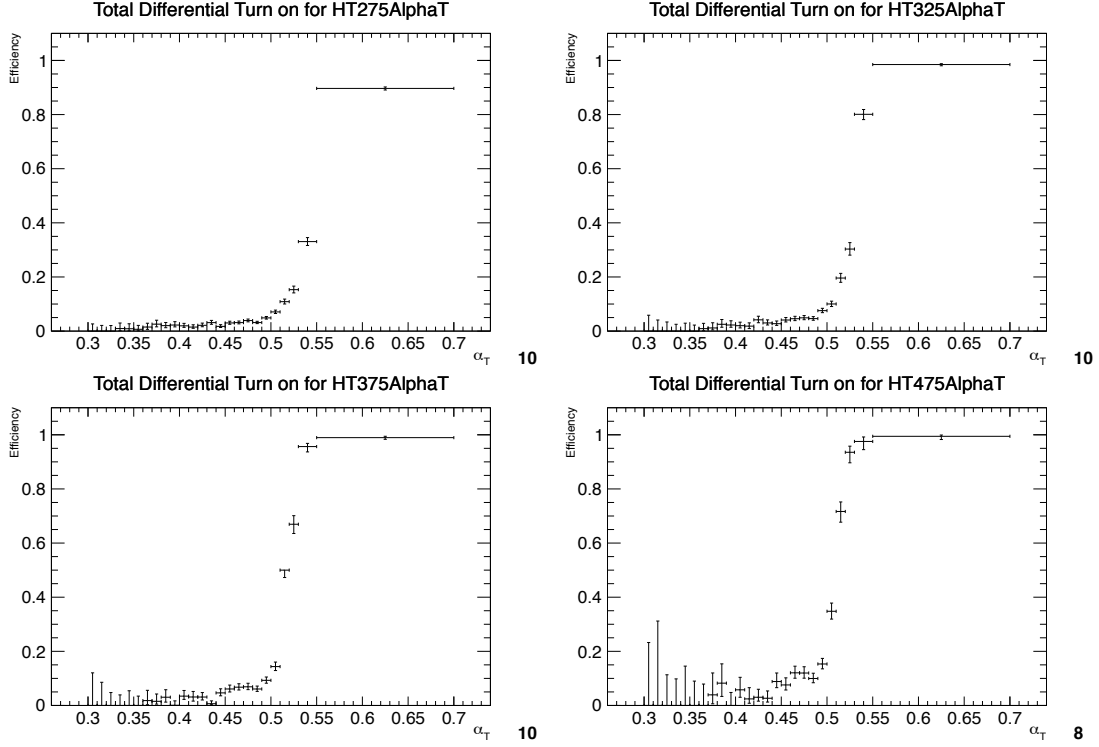 Total Differential Turn on for HT275AlphaT
Efficiency
1
0.8
0.6
0.4
0.2
0
0.3 0.35 0.4 0.45 0.5 0.55 0.6 0.65 0.7
α_T
10
Total Differential Turn on for HT325AlphaT
Efficiency
1
0.8
0.6
0.4
0.2
0
0.3 0.35 0.4 0.45 0.5 0.55 0.6 0.65 0.7
α_T
10
Total Differential Turn on for HT375AlphaT
Efficiency
1
0.8
0.6
0.4
0.2
0
0.3 0.35 0.4 0.45 0.5 0.55 0.6 0.65 0.7
α_T
10
Total Differential Turn on for HT475AlphaT
Efficiency
1
0.8
0.6
0.4
0.2
0
0.3 0.35 0.4 0.45 0.5 0.55 0.6 0.65 0.7
α_T
8